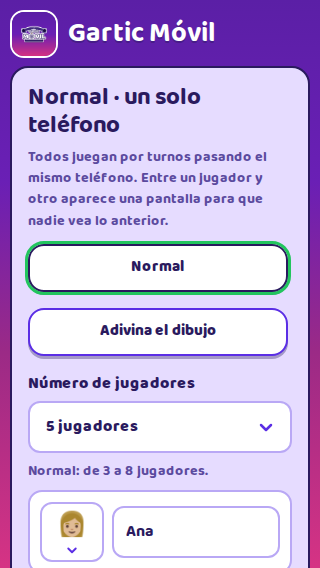 Gartic Móvil
Normal · un solo
teléfono
Todos juegan por turnos pasando el
mismo teléfono. Entre un jugador y
otro aparece una pantalla para que
nadie vea lo anterior.
Normal
Adivina el dibujo
Número de jugadores
5 jugadores
Normal: de 3 a 8 jugadores.
Ana